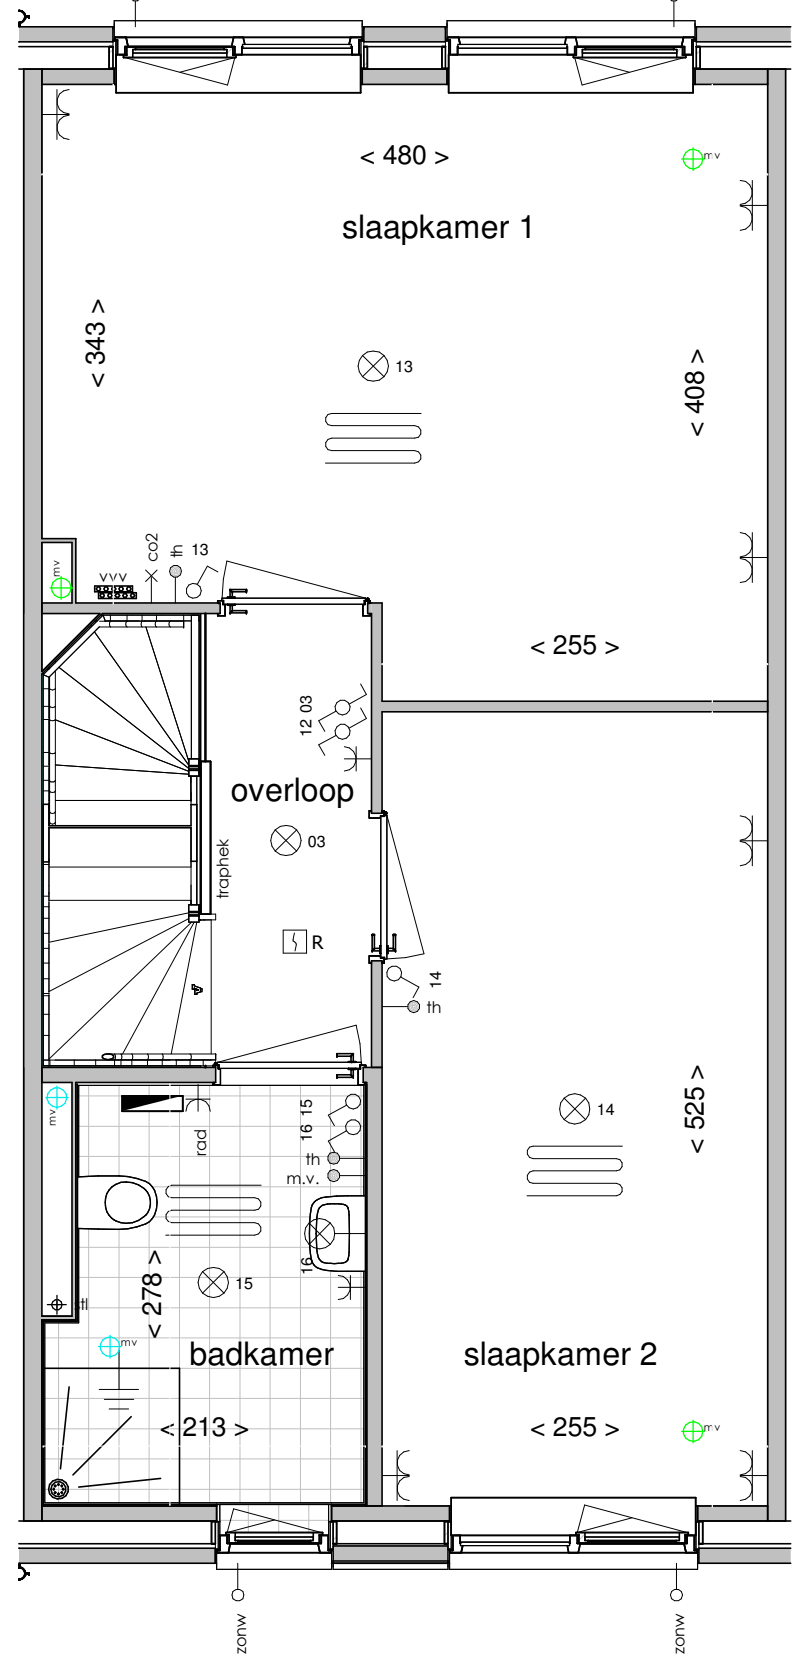 < 480 >
mv
slaapkamer 1
< 343 >
< 408 >
13
mv
vvv
co2
th
13
< 255 >
12 03
overloop
traphek
03
R
14
th
mv
rad
16 15
th
m.v.
14
< 525 >
16
< 278 >
15
stl
mv
badkamer
slaapkamer 2
< 213 >
< 255 >
mv
zonw
zonw